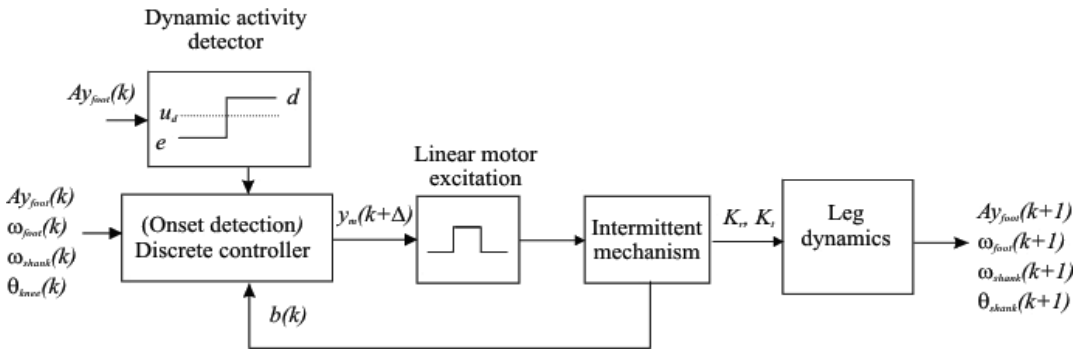 Dynamic activity
detector
Ay_foot(k)
u_d
d
e
Linear motor
excitation
Ay_foot(k)
ω_foot(k)
ω_shank(k)
θ_knee(k)
(Onset detection)
Discrete controller
y_m(k+Δ)
Intermittent
mechanism
K_r, K_t
Leg
dynamics
Ay_foot(k+1)
ω_foot(k+1)
ω_shank(k+1)
θ_shank(k+1)
b(k)